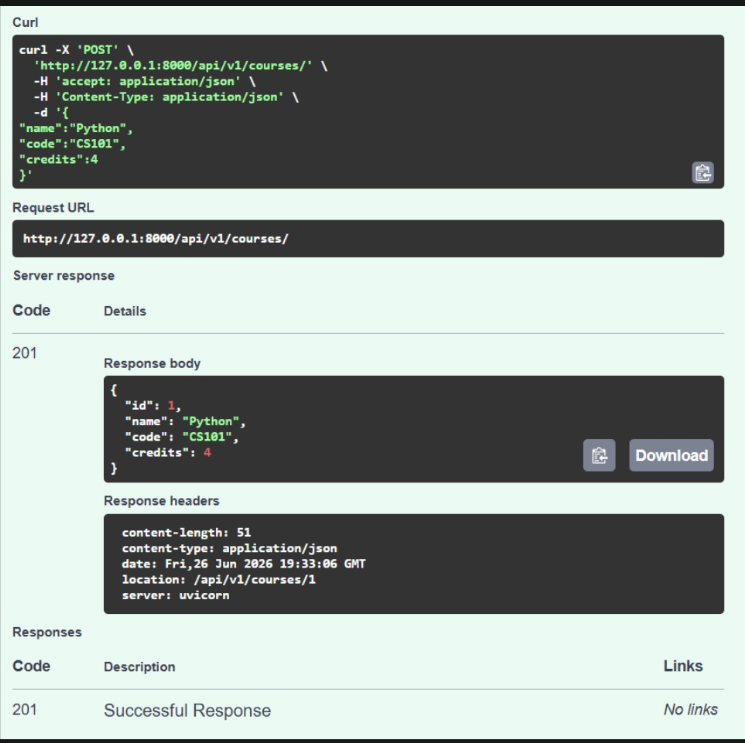 Curl
curl -X 'POST' \
  'http://127.0.0.1:8000/api/v1/courses/' \
  -H 'accept: application/json' \
  -H 'Content-Type: application/json' \
  -d '{
"name":"Python",
"code":"CS101",
"credits":4
}'
Request URL
http://127.0.0.1:8000/api/v1/courses/
Server response
Code Details
201
Response body
{
  "id": 1,
  "name": "Python",
  "code": "CS101",
  "credits": 4
}
Download
Response headers
content-length: 51
content-type: application/json
date: Fri,26 Jun 2026 19:33:06 GMT
location: /api/v1/courses/1
server: uvicorn
Responses
Code Description Links
201 Successful Response No links